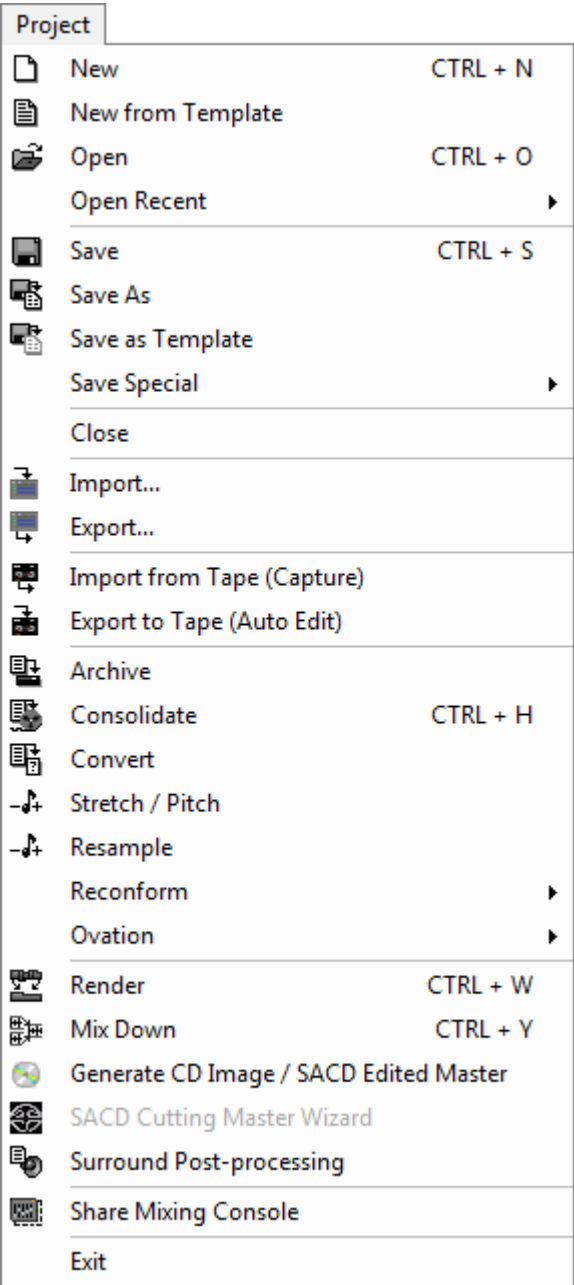 Project
New CTRL + N
New from Template
Open CTRL + O
Open Recent
Save CTRL + S
Save As
Save as Template
Save Special
Close
Import...
Export...
Import from Tape (Capture)
Export to Tape (Auto Edit)
Archive
Consolidate CTRL + H
Convert
Stretch / Pitch
Resample
Reconform
Ovation
Render CTRL + W
Mix Down CTRL + Y
Generate CD Image / SACD Edited Master
SACD Cutting Master Wizard
Surround Post-processing
Share Mixing Console
Exit